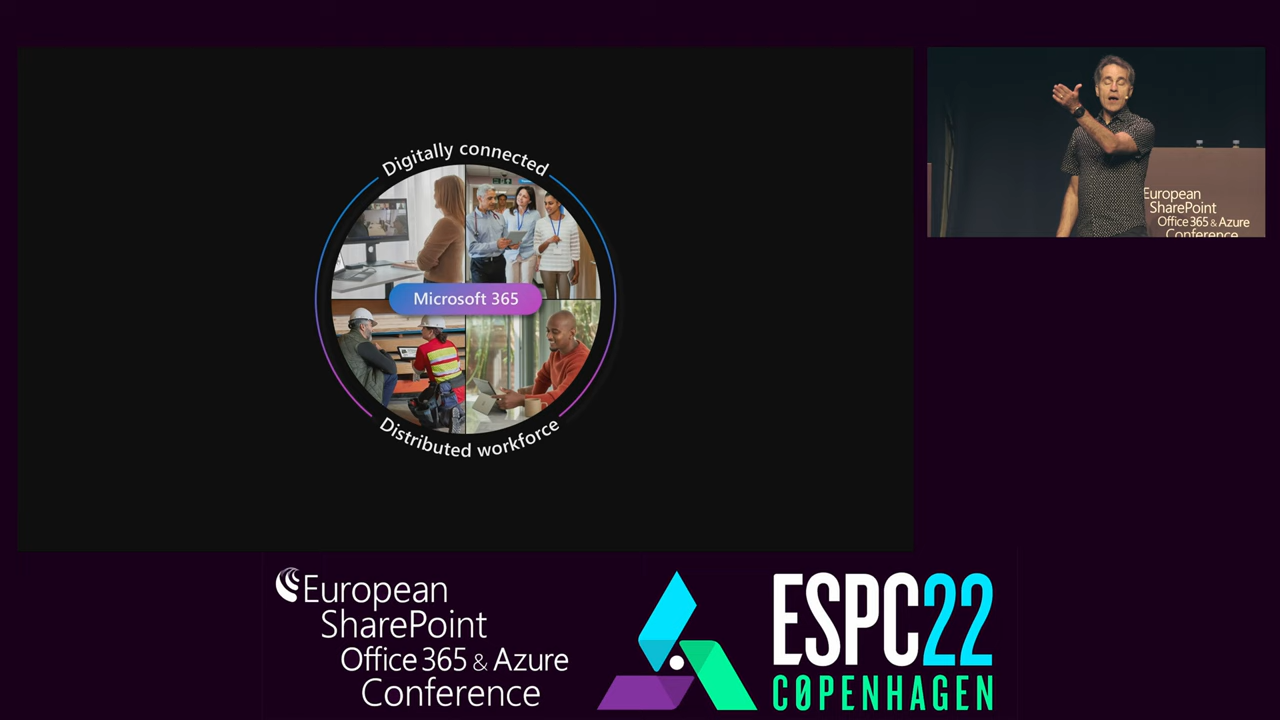 Digitally connected
Microsoft 365
Distributed workforce
European
SharePoint
Office 365 & Azure
Conference
European
SharePoint
Office 365 & Azure
Conference
ESPC22
CØPENHAGEN